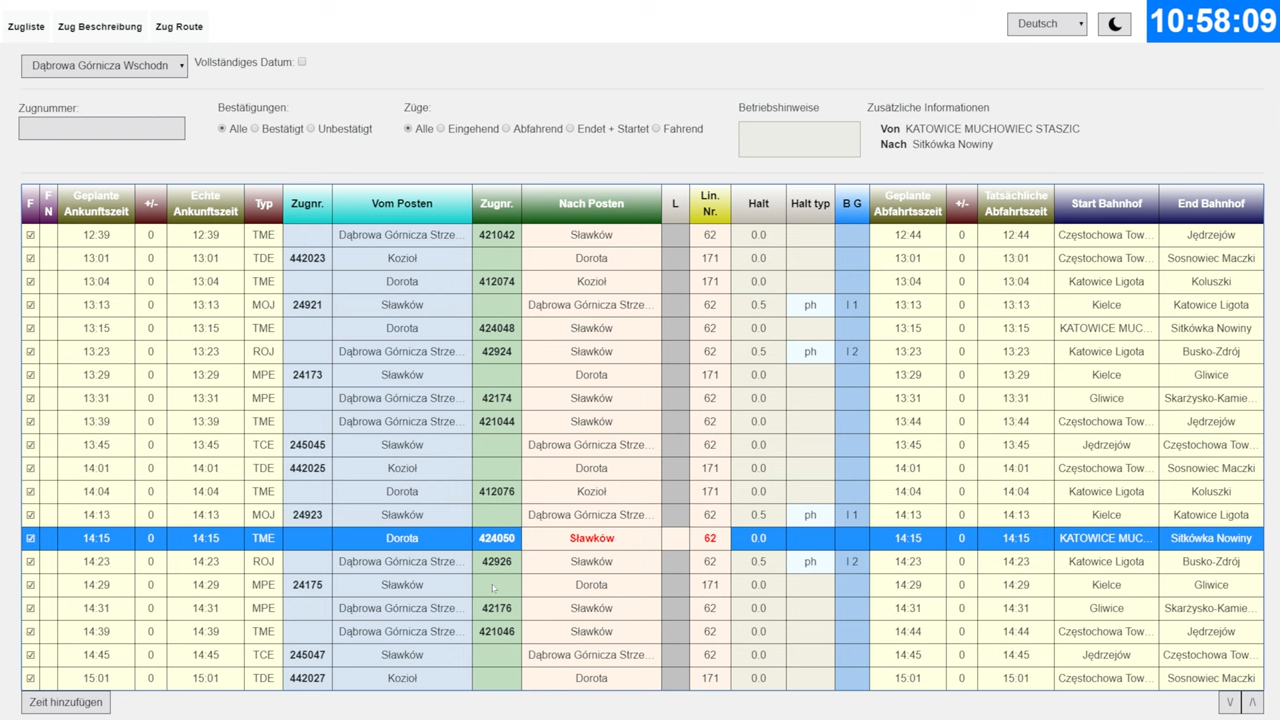 Zugliste Zug Beschreibung Zug Route Deutsch 10:58:09
Dąbrowa Górnicza Wschodn Vollständiges Datum:
Zugnummer: Bestätigungen: Züge: Betriebshinweise Zusätzliche Informationen
Alle Bestätigt Unbestätigt Alle Eingehend Abfahrend Endet + Startet Fahrend Von KATOWICE MUCHOWIEC STASZIC
Nach Sitkówka Nowiny
F F N Geplante Ankunftszeit +/- Echte Ankunftszeit Typ Zugnr. Vom Posten Zugnr. Nach Posten L Lin. Nr. Halt Halt typ B G Geplante Abfahrtsszeit +/- Tatsächliche Abfahrtszeit Start Bahnhof End Bahnhof
12:39 0 12:39 TME Dąbrowa Górnicza Strze... 421042 Sławków 62 0.0 12:44 0 12:44 Częstochowa Tow... Jędrzejów
13:01 0 13:01 TDE 442023 Kozioł Dorota 171 0.0 13:01 0 13:01 Częstochowa Tow... Sosnowiec Maczki
13:04 0 13:04 TME Dorota 412074 Kozioł 171 0.0 13:04 0 13:04 Katowice Ligota Koluszki
13:13 0 13:13 MOJ 24921 Sławków Dąbrowa Górnicza Strze... 62 0.5 ph I 1 13:13 0 13:13 Kielce Katowice Ligota
13:15 0 13:15 TME Dorota 424048 Sławków 62 0.0 13:15 0 13:15 KATOWICE MUC... Sitkówka Nowiny
13:23 0 13:23 ROJ Dąbrowa Górnicza Strze... 42924 Sławków 62 0.5 ph I 2 13:23 0 13:23 Katowice Ligota Busko-Zdrój
13:29 0 13:29 MPE 24173 Sławków Dorota 171 0.0 13:29 0 13:29 Kielce Gliwice
13:31 0 13:31 MPE Dąbrowa Górnicza Strze... 42174 Sławków 62 0.0 13:31 0 13:31 Gliwice Skarżysko-Kamie...
13:39 0 13:39 TME Dąbrowa Górnicza Strze... 421044 Sławków 62 0.0 13:44 0 13:44 Częstochowa Tow... Jędrzejów
13:45 0 13:45 TCE 245045 Sławków Dąbrowa Górnicza Strze... 62 0.0 13:45 0 13:45 Jędrzejów Częstochowa Tow...
14:01 0 14:01 TDE 442025 Kozioł Dorota 171 0.0 14:01 0 14:01 Częstochowa Tow... Sosnowiec Maczki
14:04 0 14:04 TME Dorota 412076 Kozioł 171 0.0 14:04 0 14:04 Katowice Ligota Koluszki
14:13 0 14:13 MOJ 24923 Sławków Dąbrowa Górnicza Strze... 62 0.5 ph I 1 14:13 0 14:13 Kielce Katowice Ligota
14:15 0 14:15 TME Dorota 424050 Sławków 62 0.0 14:15 0 14:15 KATOWICE MUC... Sitkówka Nowiny
14:23 0 14:23 ROJ Dąbrowa Górnicza Strze... 42926 Sławków 62 0.5 ph I 2 14:23 0 14:23 Katowice Ligota Busko-Zdrój
14:29 0 14:29 MPE 24175 Sławków Dorota 171 0.0 14:29 0 14:29 Kielce Gliwice
14:31 0 14:31 MPE Dąbrowa Górnicza Strze... 42176 Sławków 62 0.0 14:31 0 14:31 Gliwice Skarżysko-Kamie...
14:39 0 14:39 TME Dąbrowa Górnicza Strze... 421046 Sławków 62 0.0 14:44 0 14:44 Częstochowa Tow... Jędrzejów
14:45 0 14:45 TCE 245047 Sławków Dąbrowa Górnicza Strze... 62 0.0 14:45 0 14:45 Jędrzejów Częstochowa Tow...
15:01 0 15:01 TDE 442027 Kozioł Dorota 171 0.0 15:01 0 15:01 Częstochowa Tow... Sosnowiec Maczki
Zeit hinzufügen